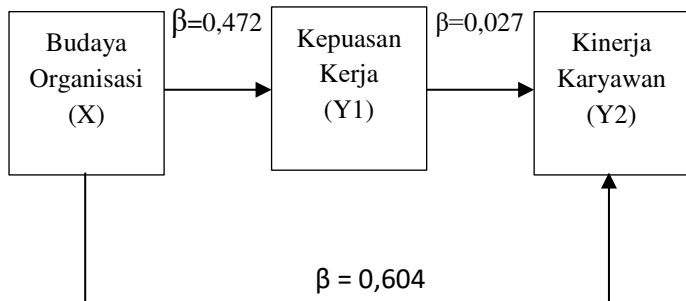 Budaya
Organisasi
(X)
β=0,472
Kepuasan
Kerja
(Y1)
β=0,027
Kinerja
Karyawan
(Y2)
β = 0,604